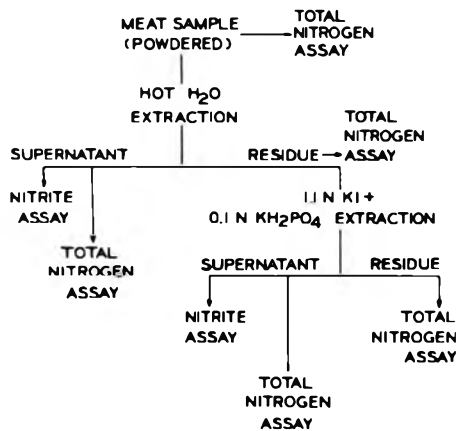 MEAT SAMPLE
(POWDERED)
TOTAL
NITROGEN
ASSAY
HOT H₂O
EXTRACTION
TOTAL
NITROGEN
ASSAY
SUPERNATANT
RESIDUE
NITRITE
ASSAY
TOTAL
NITROGEN
ASSAY
1.1 N KI +
0.1 N KH₂PO₄ EXTRACTION
SUPERNATANT
RESIDUE
NITRITE
ASSAY
TOTAL
NITROGEN
ASSAY
TOTAL
NITROGEN
ASSAY